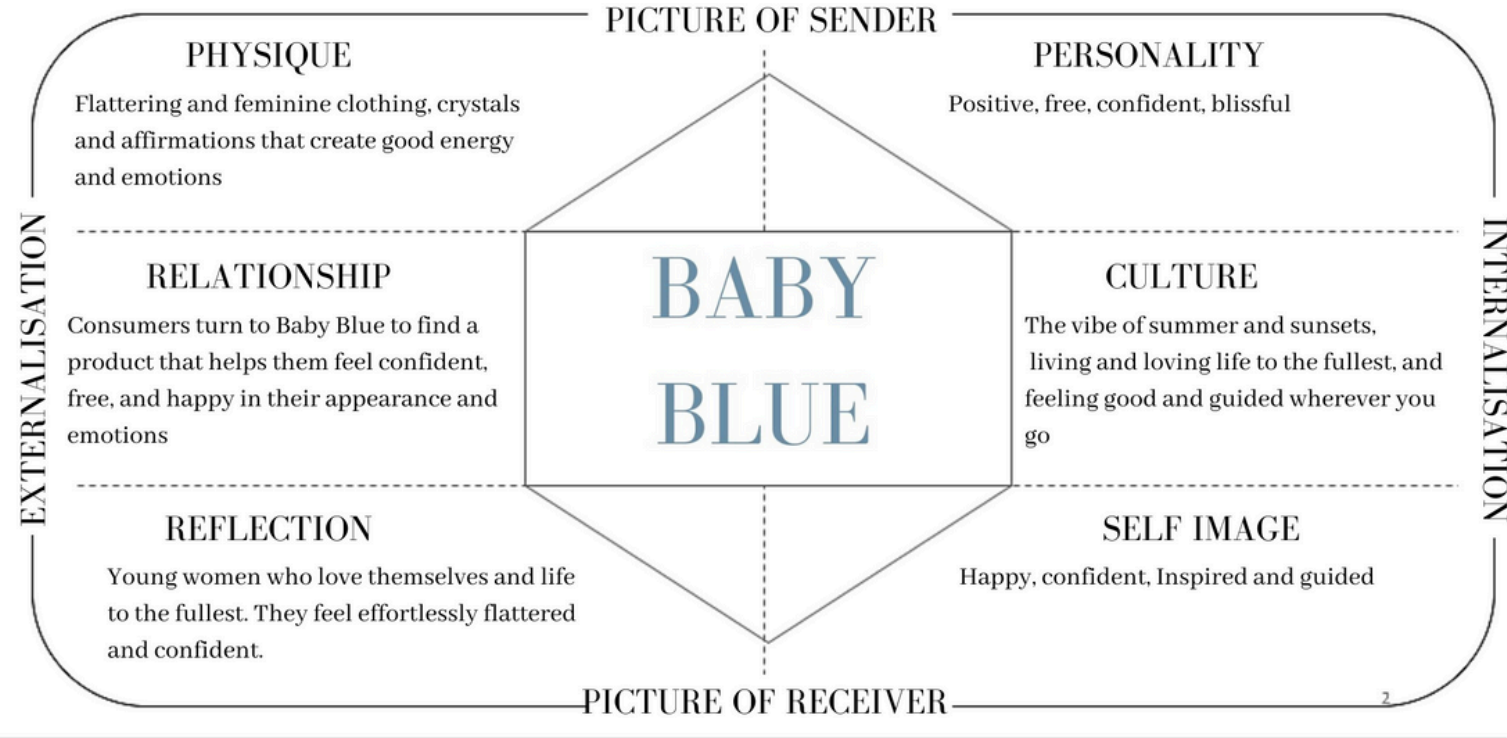 PICTURE OF SENDER
PHYSIQUE
Flattering and feminine clothing, crystals
and affirmations that create good energy
and emotions
PERSONALITY
Positive, free, confident, blissful
EXTERNALISATION
RELATIONSHIP
Consumers turn to Baby Blue to find a
product that helps them feel confident,
free, and happy in their appearance and
emotions
BABY
BLUE
CULTURE
The vibe of summer and sunsets,
living and loving life to the fullest, and
feeling good and guided wherever you
go
INTERNALISATION
REFLECTION
Young women who love themselves and life
to the fullest. They feel effortlessly flattered
and confident.
SELF IMAGE
Happy, confident, Inspired and guided
PICTURE OF RECEIVER
2